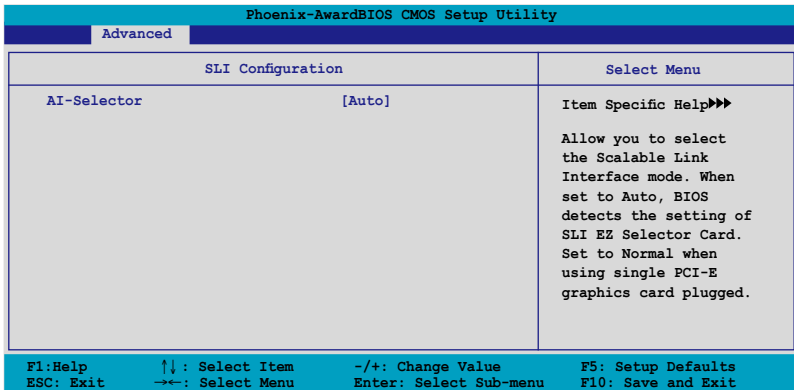 Phoenix-AwardBIOS CMOS Setup Utility
Advanced
SLI Configuration
Select Menu
AI-Selector [Auto]
Item Specific Help
Allow you to select
the Scalable Link
Interface mode. When
set to Auto, BIOS
detects the setting of
SLI EZ Selector Card.
Set to Normal when
using single PCI-E
graphics card plugged.
F1:Help ↑↓ : Select Item -/+: Change Value F5: Setup Defaults
ESC: Exit →←: Select Menu Enter: Select Sub-menu F10: Save and Exit